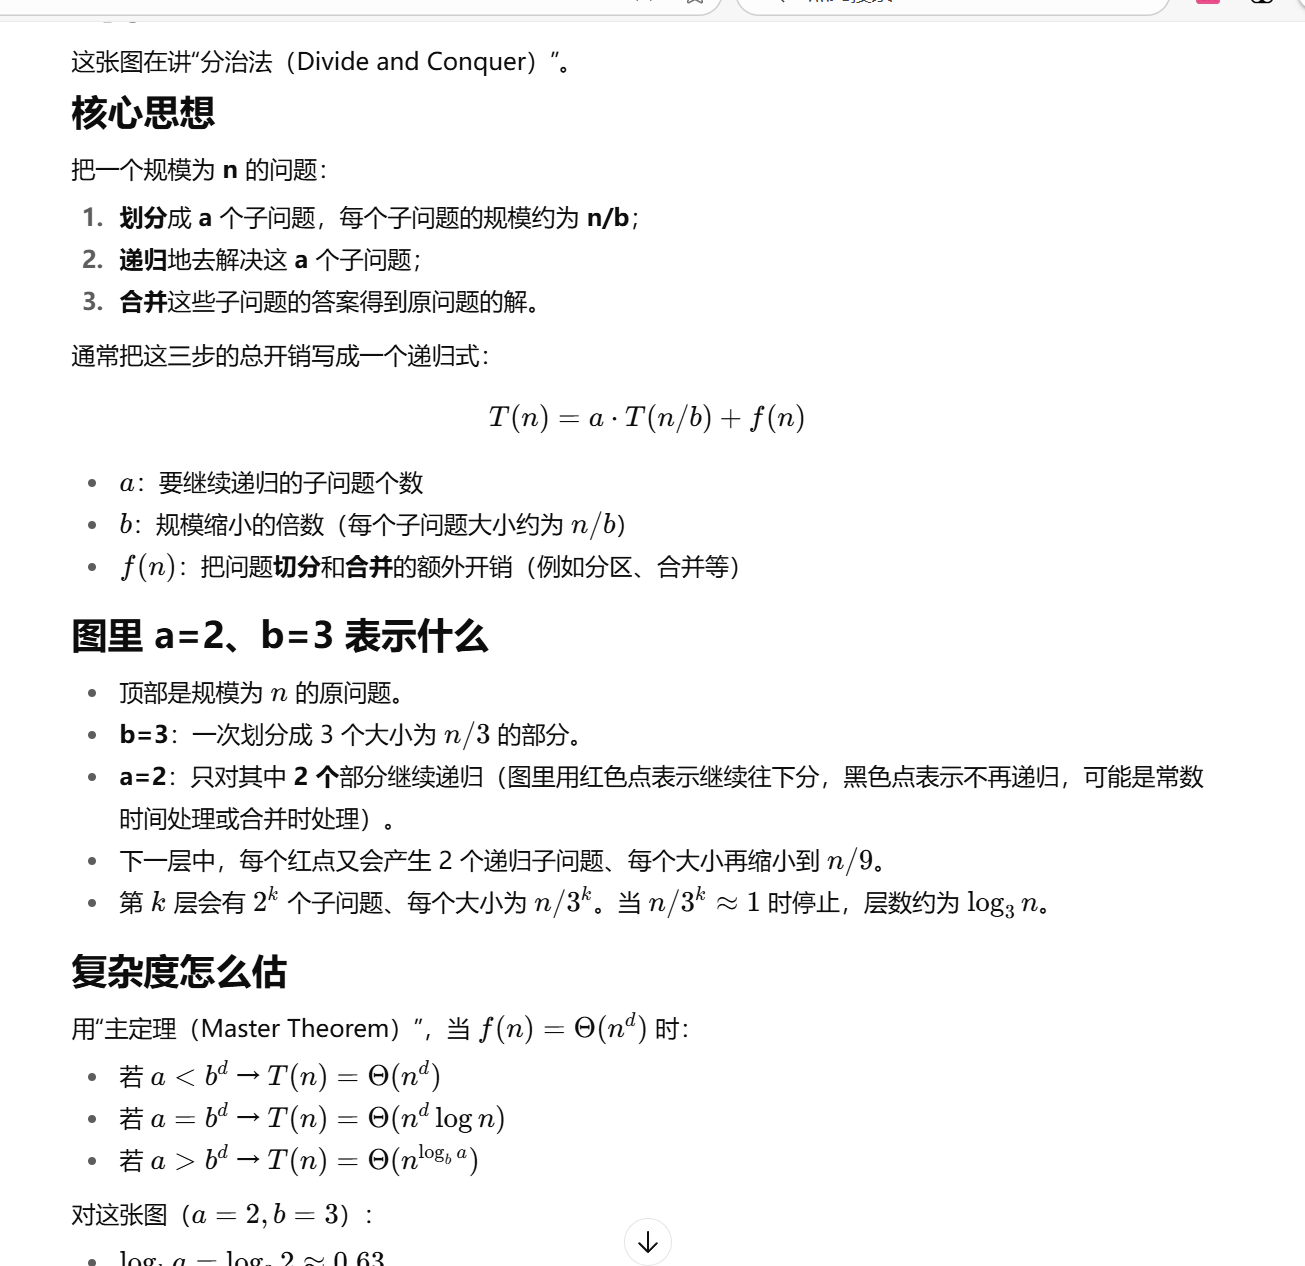 这张图在讲“分治法（Divide and Conquer）”。
核心思想
把一个规模为 n 的问题：
1. 划分成 a 个子问题，每个子问题的规模约为 n/b；
2. 递归地去解决这 a 个子问题；
3. 合并这些子问题的答案得到原问题的解。
通常把这三步的总开销写成一个递归式：
T(n) = a · T(n/b) + f(n)
• a：要继续递归的子问题个数
• b：规模缩小的倍数（每个子问题大小约为 n/b）
• f(n)：把问题切分和合并的额外开销（例如分区、合并等）
图里 a=2、b=3 表示什么
• 顶部是规模为 n 的原问题。
• b=3：一次划分成 3 个大小为 n/3 的部分。
• a=2：只对其中 2 个部分继续递归（图里用红色点表示继续往下分，黑色点表示不再递归，可能是常数
时间处理或合并时处理）。
• 下一层中，每个红点又会产生 2 个递归子问题、每个大小再缩小到 n/9。
• 第 k 层会有 2^k 个子问题、每个大小为 n/3^k。当 n/3^k ≈ 1 时停止，层数约为 log₃ n。
复杂度怎么估
用“主定理（Master Theorem）”，当 f(n) = Θ(n^d) 时：
• 若 a < b^d → T(n) = Θ(n^d)
• 若 a = b^d → T(n) = Θ(n^d log n)
• 若 a > b^d → T(n) = Θ(n^{log_b a})
对这张图（a = 2, b = 3）：
• log_b a = log₃ 2 ≈ 0.63